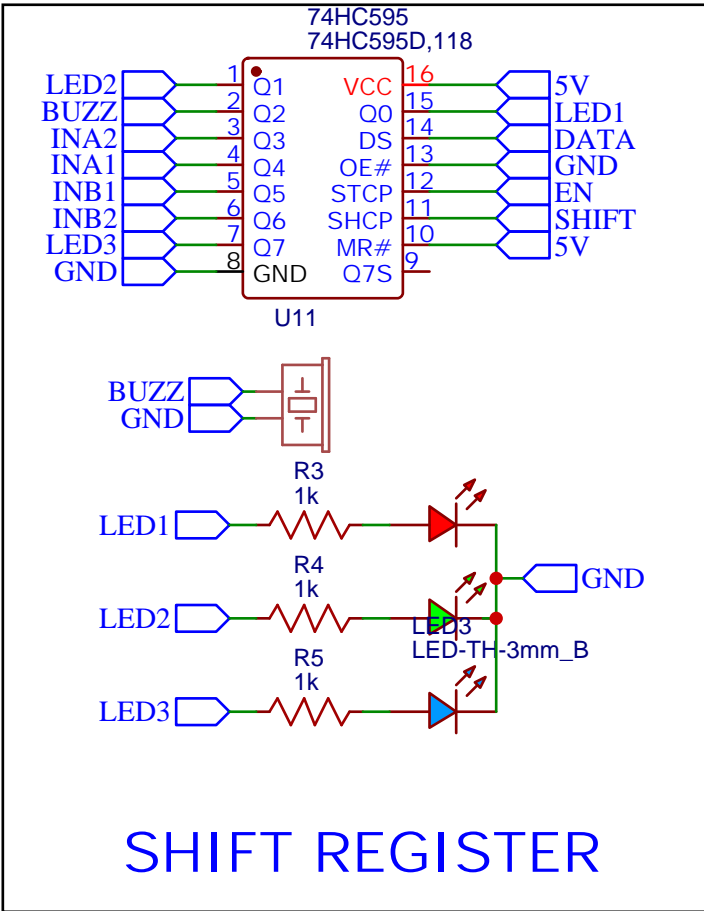 74HC595
74HC595D,118
LED2 1 Q1 VCC 16 5V
BUZZ 2 Q2 Q0 15 LED1
INA2 3 Q3 DS 14 DATA
INA1 4 Q4 OE# 13 GND
INB1 5 Q5 STCP 12 EN
INB2 6 Q6 SHCP 11 SHIFT
LED3 7 Q7 MR# 10 5V
GND 8 GND Q7S 9
U11
BUZZ
GND
R3
1k
LED1
R4
1k
GND
LED2
LED3
LED-TH-3mm_B
R5
1k
LED3
SHIFT REGISTER